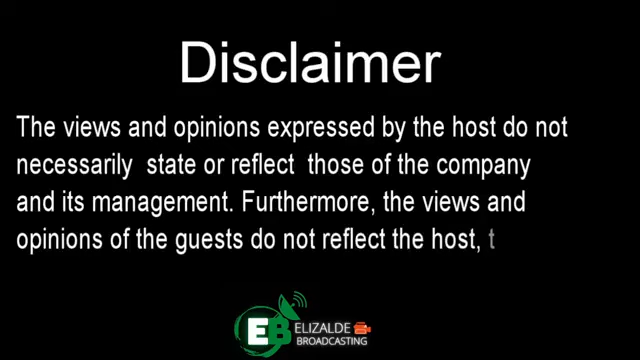 Disclaimer
The views and opinions expressed by the host do not
necessarily state or reflect those of the company
and its management. Furthermore, the views and
opinions of the guests do not reflect the host, t
EB ELIZALDE
BROADCASTING